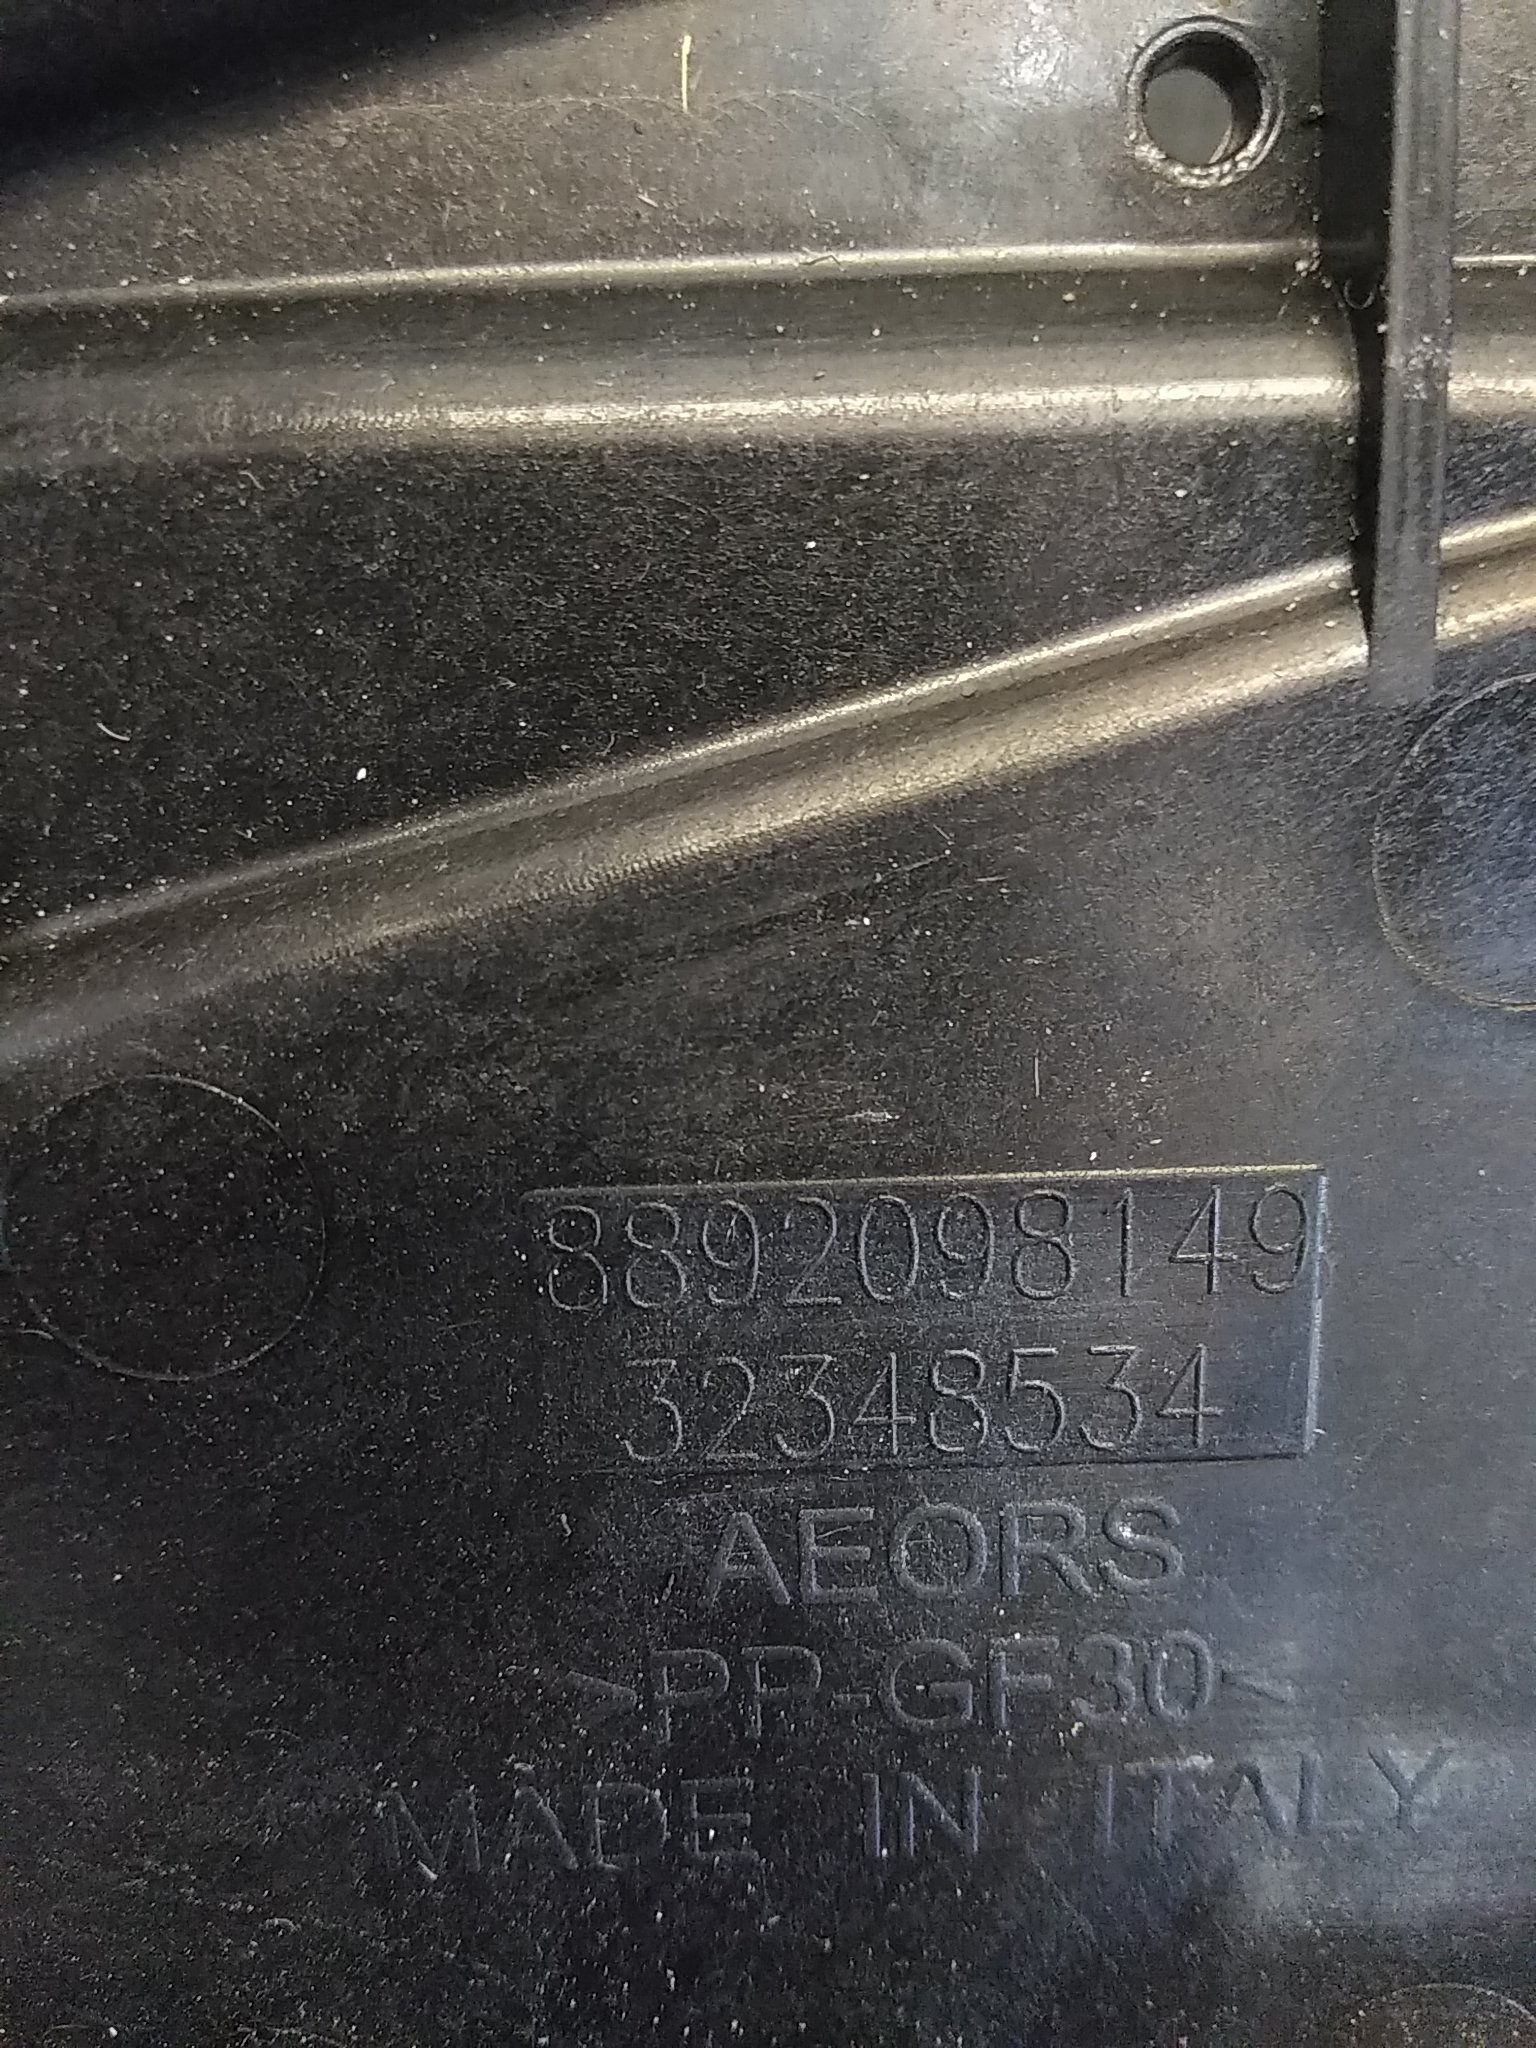 8892098149
32348534
AEORS
>PP-GF30<
MADE IN ITALY